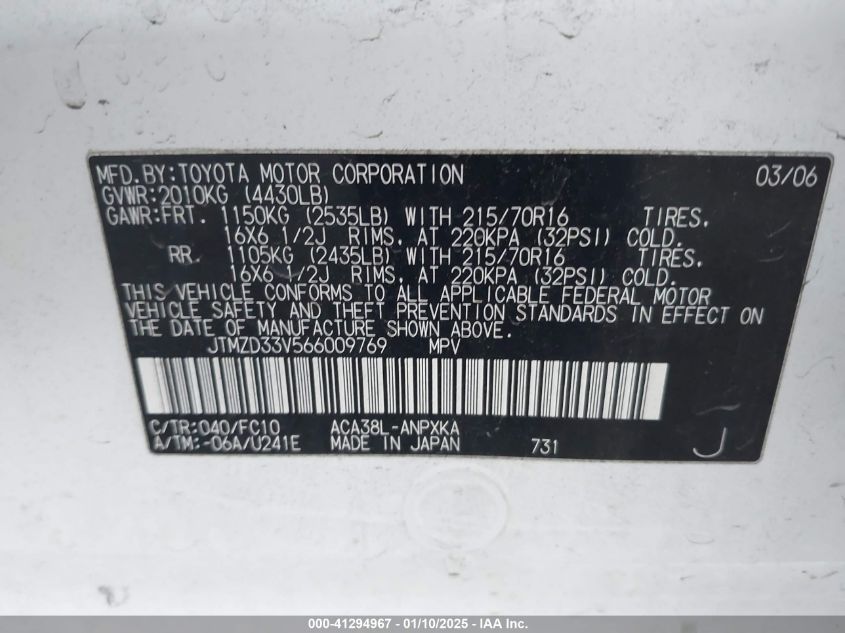 MFD. BY: TOYOTA MOTOR CORPORATION 03/06
GVWR: 2010KG (4430LB)
GAWR: FRT. 1150KG (2535LB) WITH 215/70R16 TIRES,
16X6 1/2J RIMS, AT 220KPA (32PSI) COLD.
RR. 1105KG (2435LB) WITH 215/70R16 TIRES,
16X6 1/2J RIMS, AT 220KPA (32PSI) COLD.
THIS VEHICLE CONFORMS TO ALL APPLICABLE FEDERAL MOTOR
VEHICLE SAFETY AND THEFT PREVENTION STANDARDS IN EFFECT ON
THE DATE OF MANUFACTURE SHOWN ABOVE.
JTMZD33V566009769 MPV
C/TR: 040/FC10 ACA38L-ANPXKA
A/TM: -06A/U241E MADE IN JAPAN 731 J
000-41294967 - 01/10/2025 - IAA Inc.